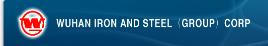 WUHAN IRON AND STEEL（GROUP）CORP